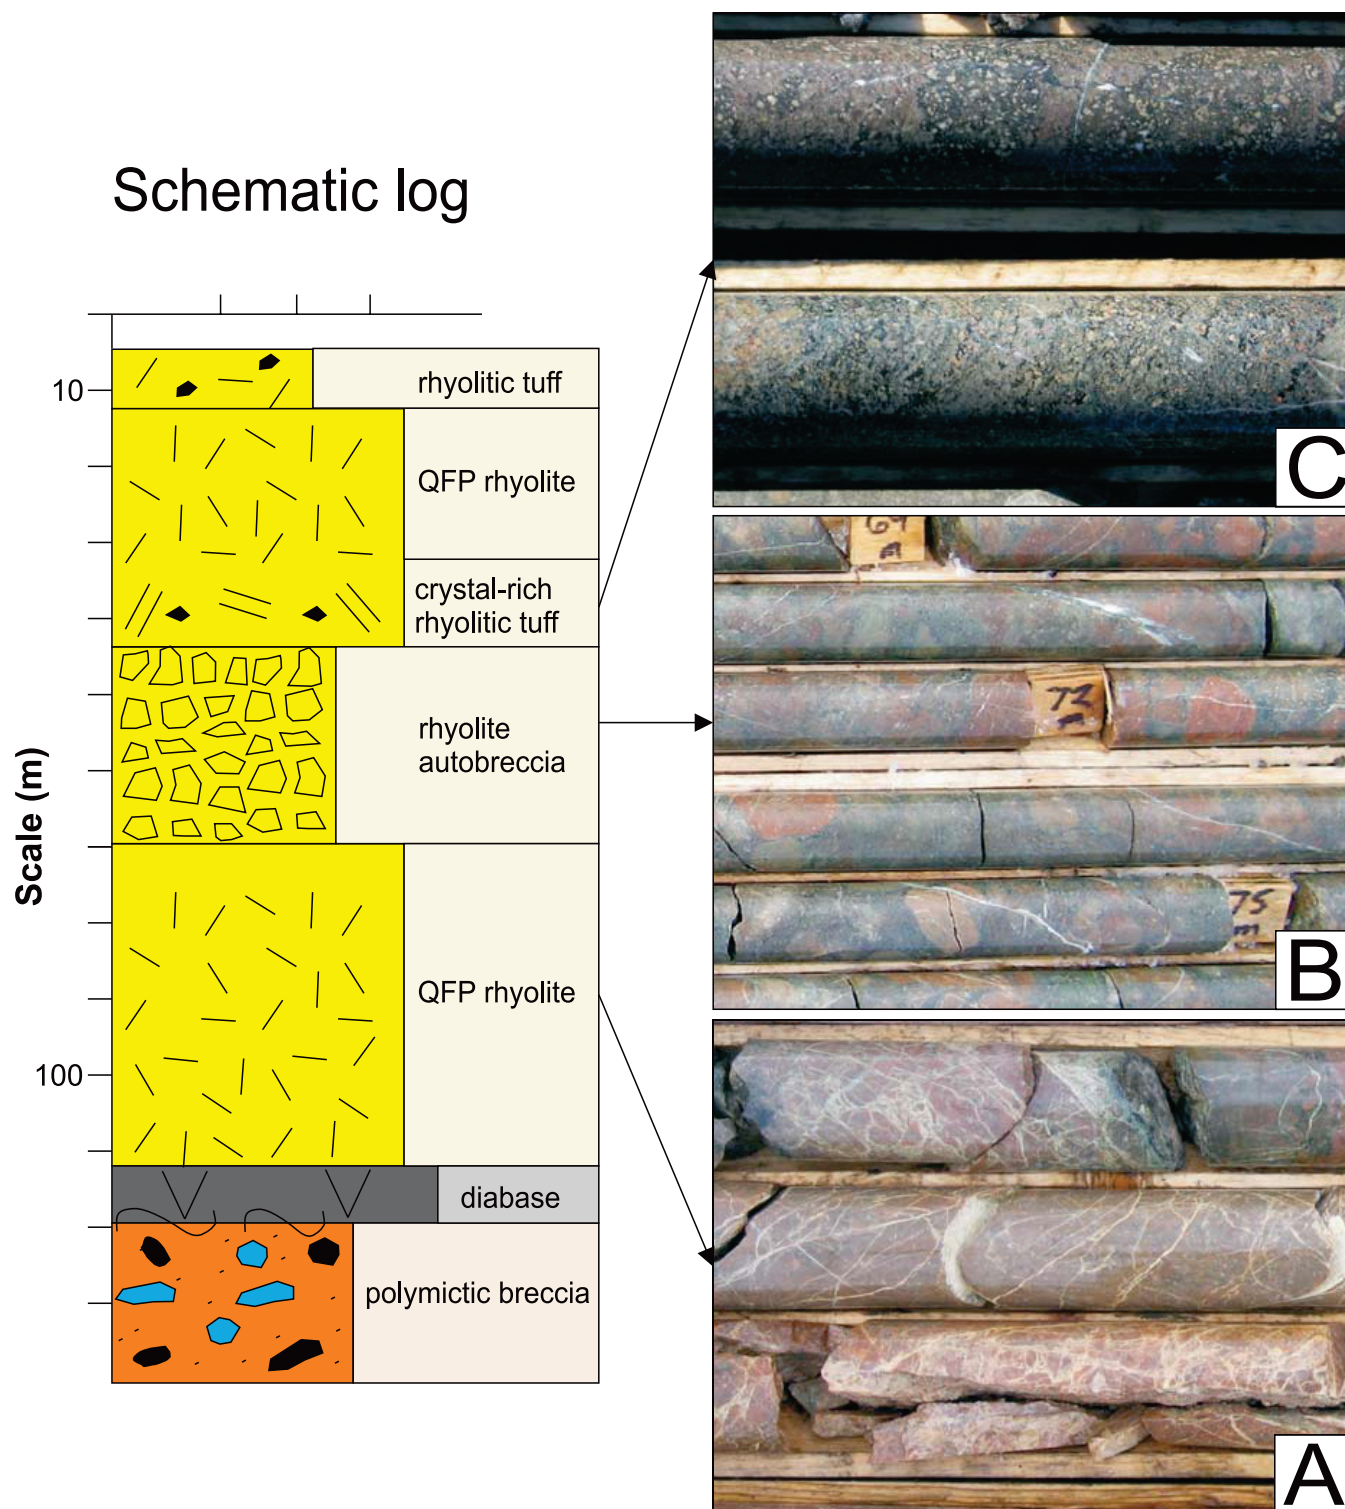 Schematic log
Scale (m)
10
100
rhyolitic tuff
QFP rhyolite
crystal-rich
rhyolitic tuff
rhyolite
autobreccia
QFP rhyolite
diabase
polymictic breccia
C
72
m
75
m
B
A